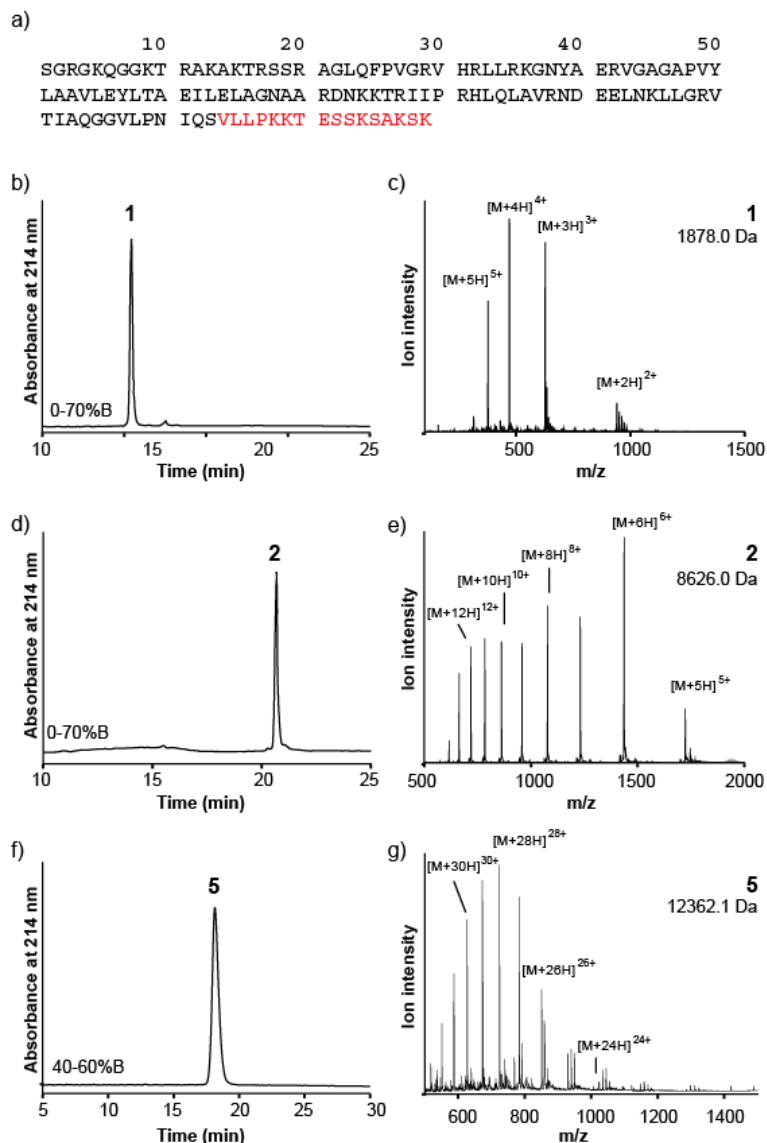 a)
10 20 30 40 50
SGRGKQGGKT RAKAKTRSSR AGLQFPVGRV HRLLRKGNYA ERVGAGAPVY
LAAVLEYLTA EILELAGNAA RDNKKTRIIP RHLQLAVRND EELNKLLGRV
TIAQGGVLPN IQSVLLPKKT ESSKSAKSK
b)
Absorbance at 214 nm
1
0-70%B
10 15 20 25
Time (min)
c)
Ion intensity
[M+5H]5+
[M+4H]4+
[M+3H]3+
[M+2H]2+
1
1878.0 Da
500 1000 1500
m/z
d)
Absorbance at 214 nm
2
0-70%B
10 15 20 25
Time (min)
e)
Ion intensity
[M+12H]12+
[M+10H]10+
[M+8H]8+
[M+6H]6+
[M+5H]5+
2
8626.0 Da
500 1000 1500 2000
m/z
f)
Absorbance at 214 nm
5
40-60%B
5 10 15 20 25 30
Time (min)
g)
Ion intensity
[M+30H]30+
[M+28H]28+
[M+26H]26+
[M+24H]24+
5
12362.1 Da
600 800 1000 1200 1400
m/z